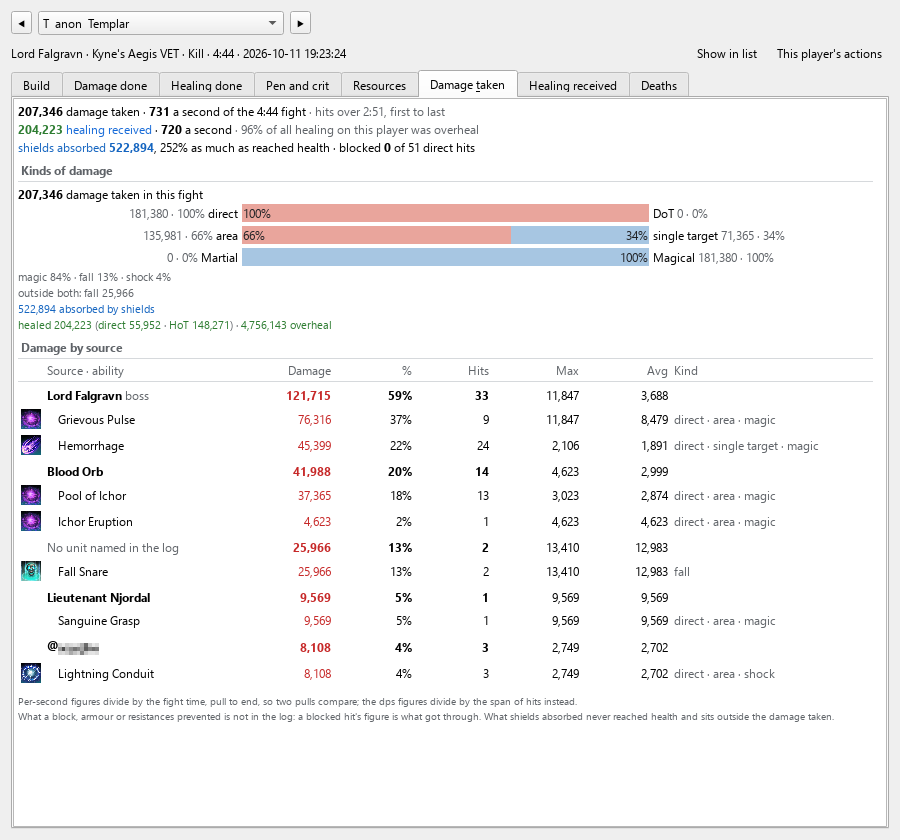 T anon Templar
Lord Falgravn · Kyne's Aegis VET · Kill · 4:44 · 2026-10-11 19:23:24
Show in list This player's actions
Build Damage done Healing done Pen and crit Resources Damage taken Healing received Deaths
207,346 damage taken · 731 a second of the 4:44 fight · hits over 2:51, first to last
204,223 healing received · 720 a second · 96% of all healing on this player was overheal
shields absorbed 522,894, 252% as much as reached health · blocked 0 of 51 direct hits
Kinds of damage
207,346 damage taken in this fight
181,380 · 100% direct 100% DoT 0 · 0%
135,981 · 66% area 66% 34% single target 71,365 · 34%
0 · 0% Martial 100% Magical 181,380 · 100%
magic 84% · fall 13% · shock 4%
outside both: fall 25,966
522,894 absorbed by shields
healed 204,223 (direct 55,952 · HoT 148,271) · 4,756,143 overheal
Damage by source
Source · ability Damage % Hits Max Avg Kind
Lord Falgravn boss 121,715 59% 33 11,847 3,688
Grievous Pulse 76,316 37% 9 11,847 8,479 direct · area · magic
Hemorrhage 45,399 22% 24 2,106 1,891 direct · single target · magic
Blood Orb 41,988 20% 14 4,623 2,999
Pool of Ichor 37,365 18% 13 3,023 2,874 direct · area · magic
Ichor Eruption 4,623 2% 1 4,623 4,623 direct · area · magic
No unit named in the log 25,966 13% 2 13,410 12,983
Fall Snare 25,966 13% 2 13,410 12,983 fall
Lieutenant Njordal 9,569 5% 1 9,569 9,569
Sanguine Grasp 9,569 5% 1 9,569 9,569 direct · area · magic
@ 8,108 4% 3 2,749 2,702
Lightning Conduit 8,108 4% 3 2,749 2,702 direct · area · shock
Per-second figures divide by the fight time, pull to end, so two pulls compare; the dps figures divide by the span of hits instead.
What a block, armour or resistances prevented is not in the log: a blocked hit's figure is what got through. What shields absorbed never reached health and sits outside the damage taken.